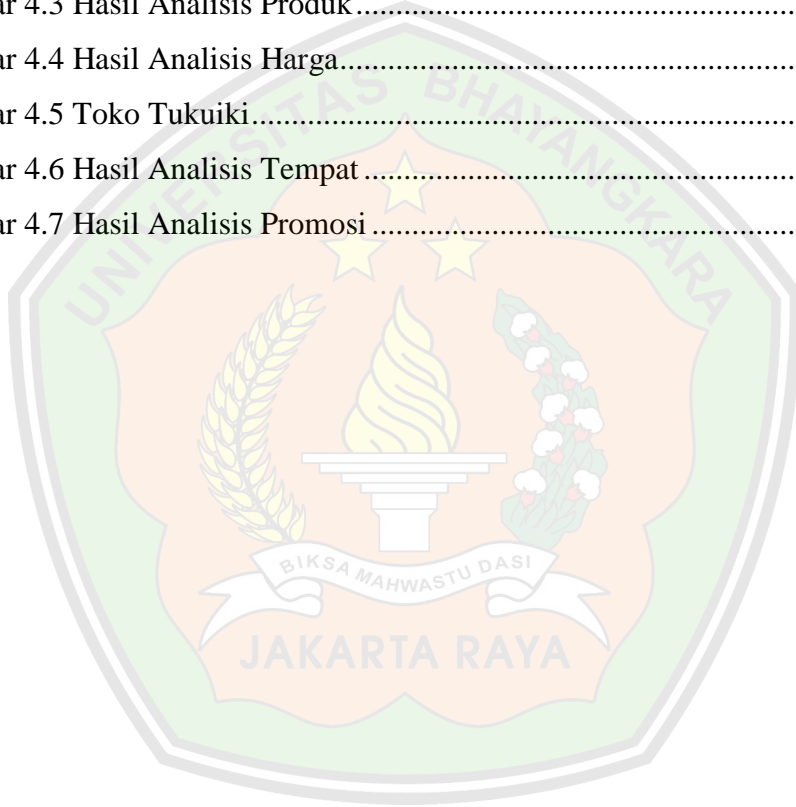 ar 4.3 Hasil Analisis Produk....................................................
ar 4.4 Hasil Analisis Harga......................................................
ar 4.5 Toko Tukuiki..................................................................
ar 4.6 Hasil Analisis Tempat...................................................
ar 4.7 Hasil Analisis Promosi..................................................
UNIVERSITAS BHAYANGKARA
BIKSA MAHWASTU DASI
JAKARTA RAYA